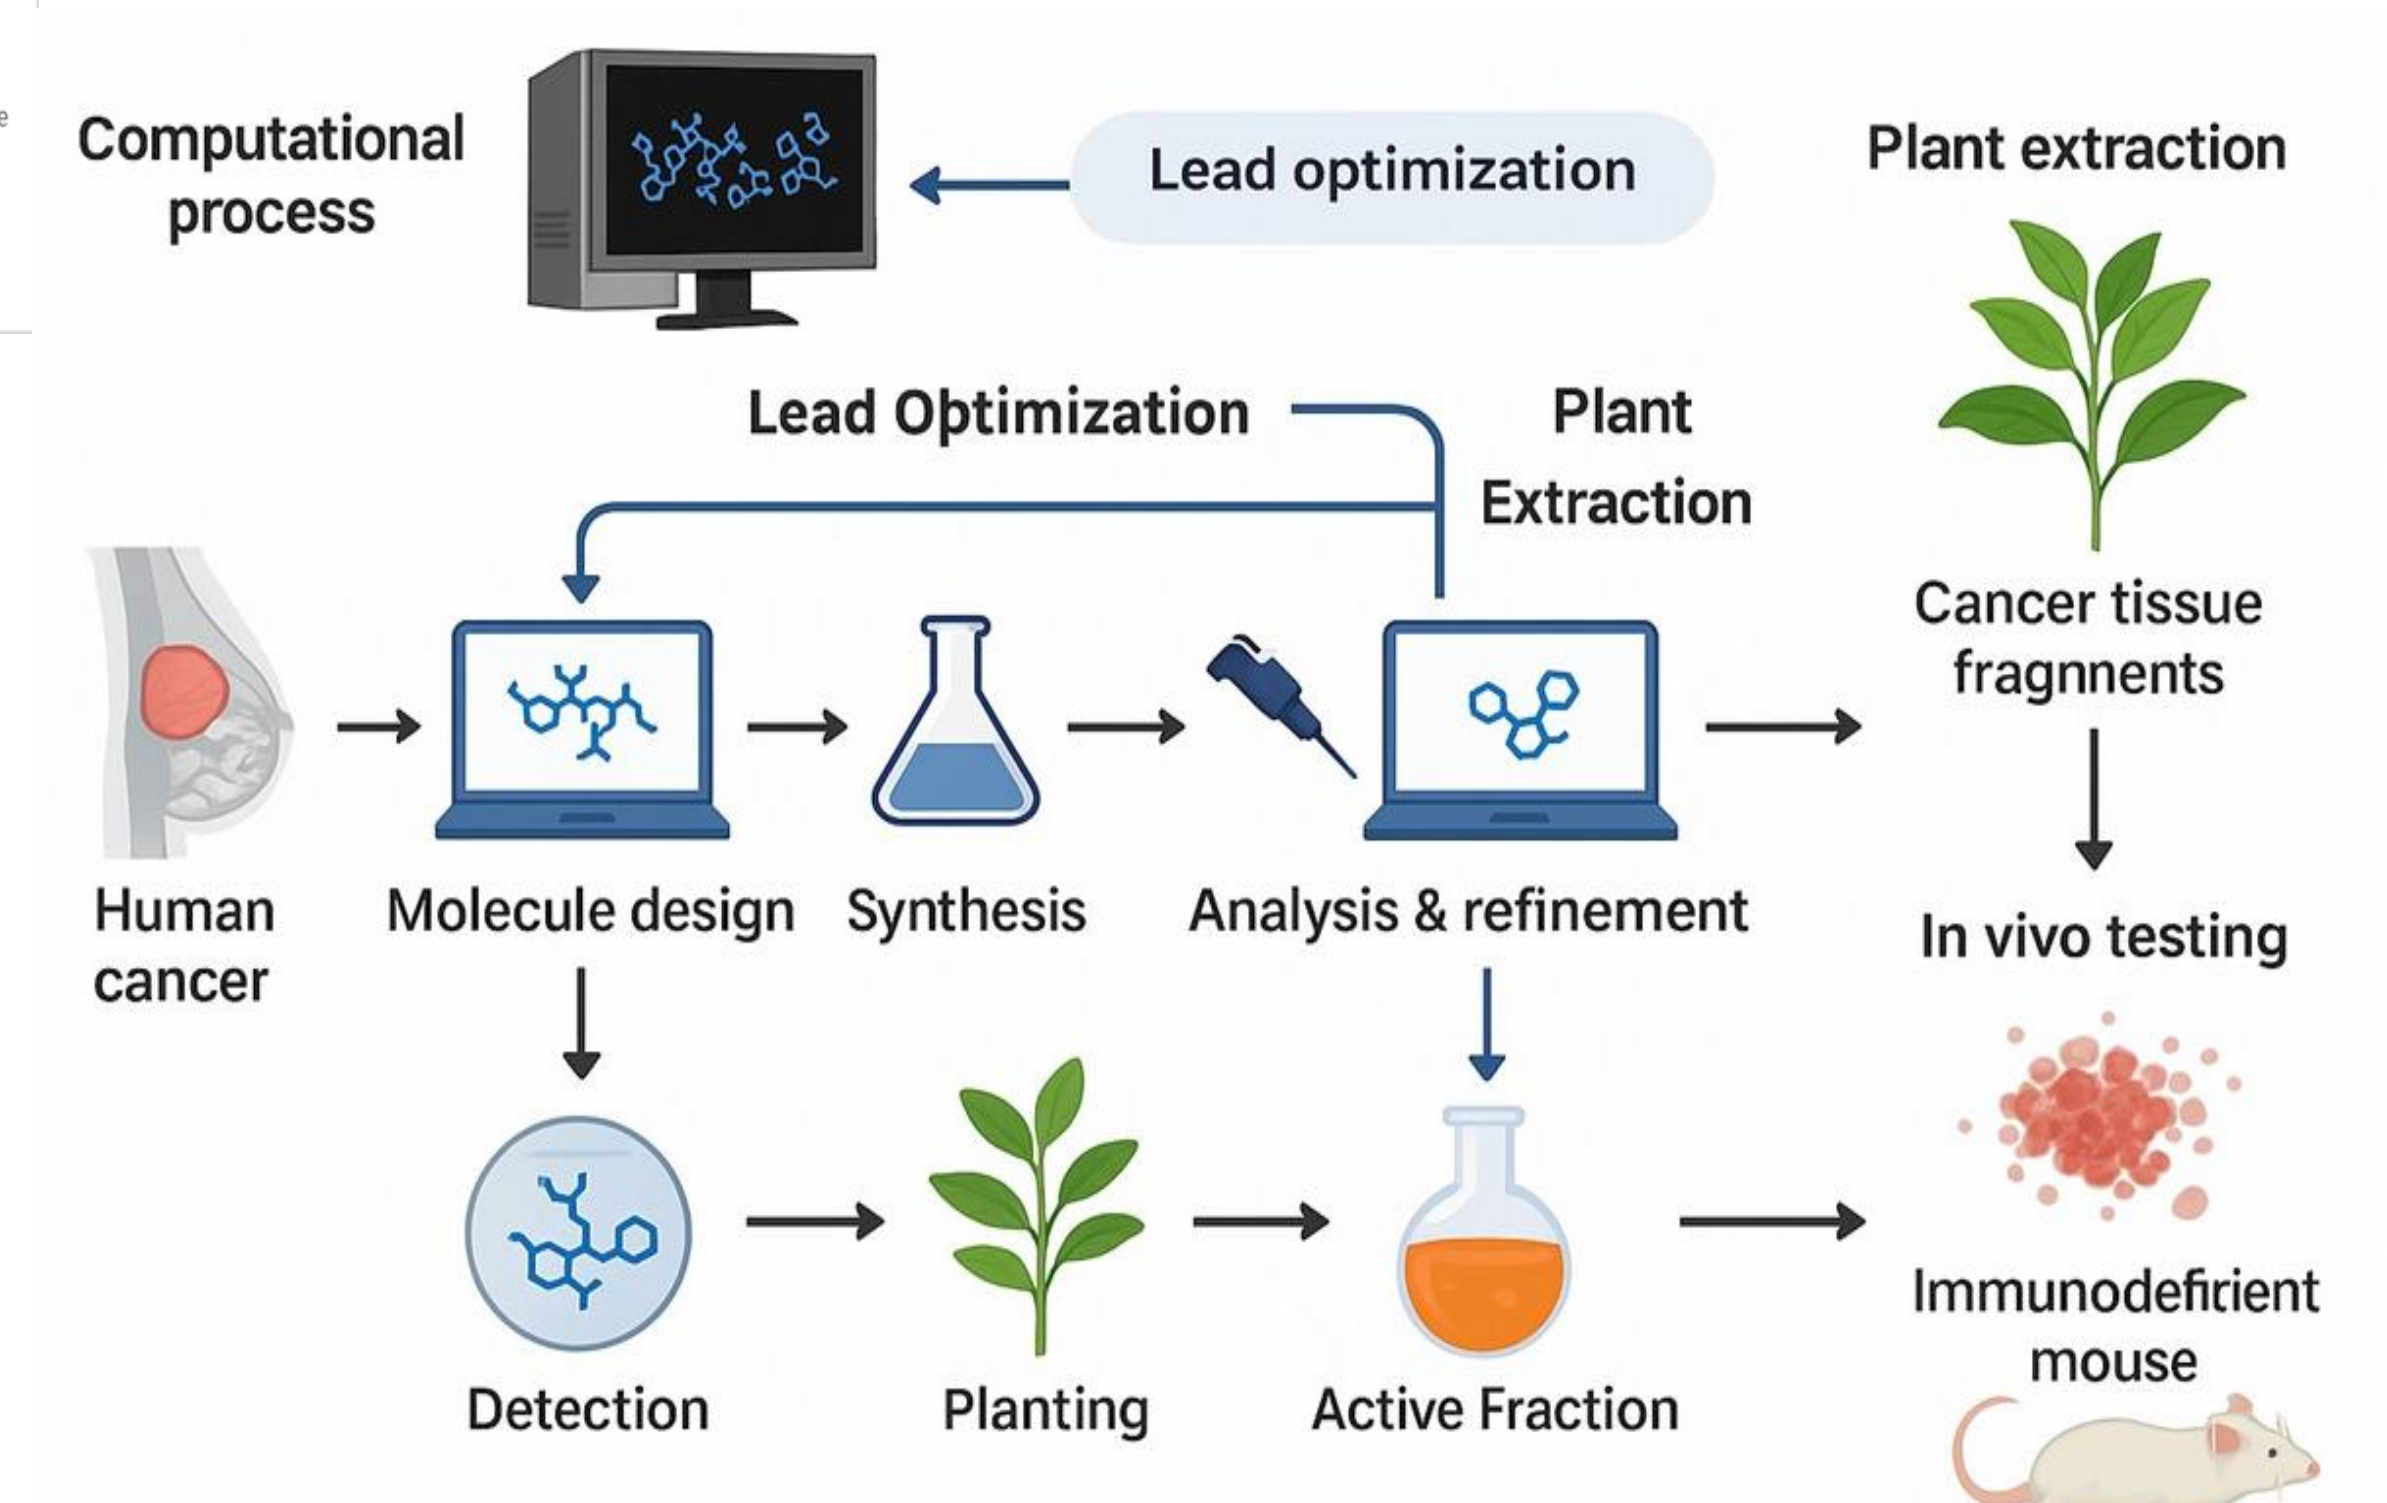 e
Computational
process
Lead optimization
Plant extraction
Lead Oþtimization
Plant
Extraction
Cancer tissue
fragnnents
Human
cancer
Molecule design
Synthesis
Analysis & refinement
In vivo testing
Detection
Planting
Active Fraction
Immunodefirient
mouse